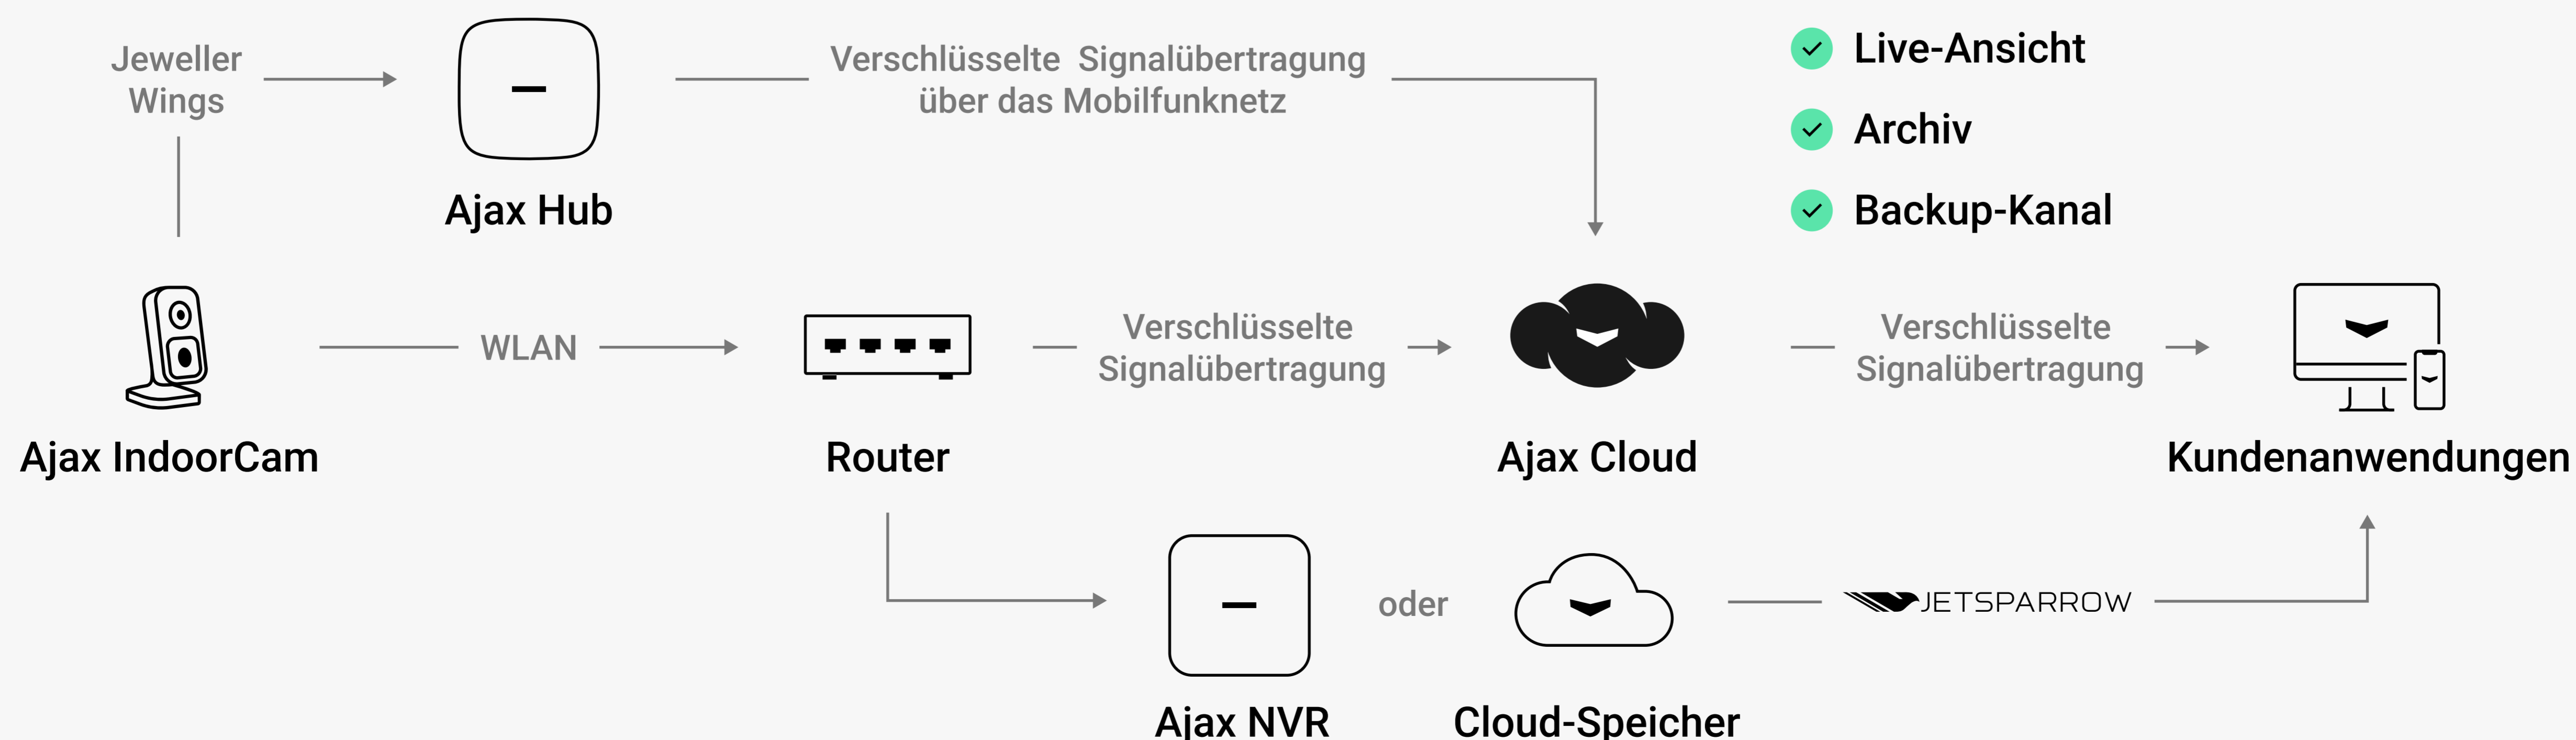 Jeweller
Wings
Verschlüsselte Signalübertragung
über das Mobilfunknetz
Live-Ansicht
Archiv
Backup-Kanal
Ajax Hub
WLAN
Verschlüsselte
Signalübertragung
Verschlüsselte
Signalübertragung
Ajax IndoorCam
Router
Ajax Cloud
Kundenanwendungen
oder
JETSPARROW
Ajax NVR
Cloud-Speicher